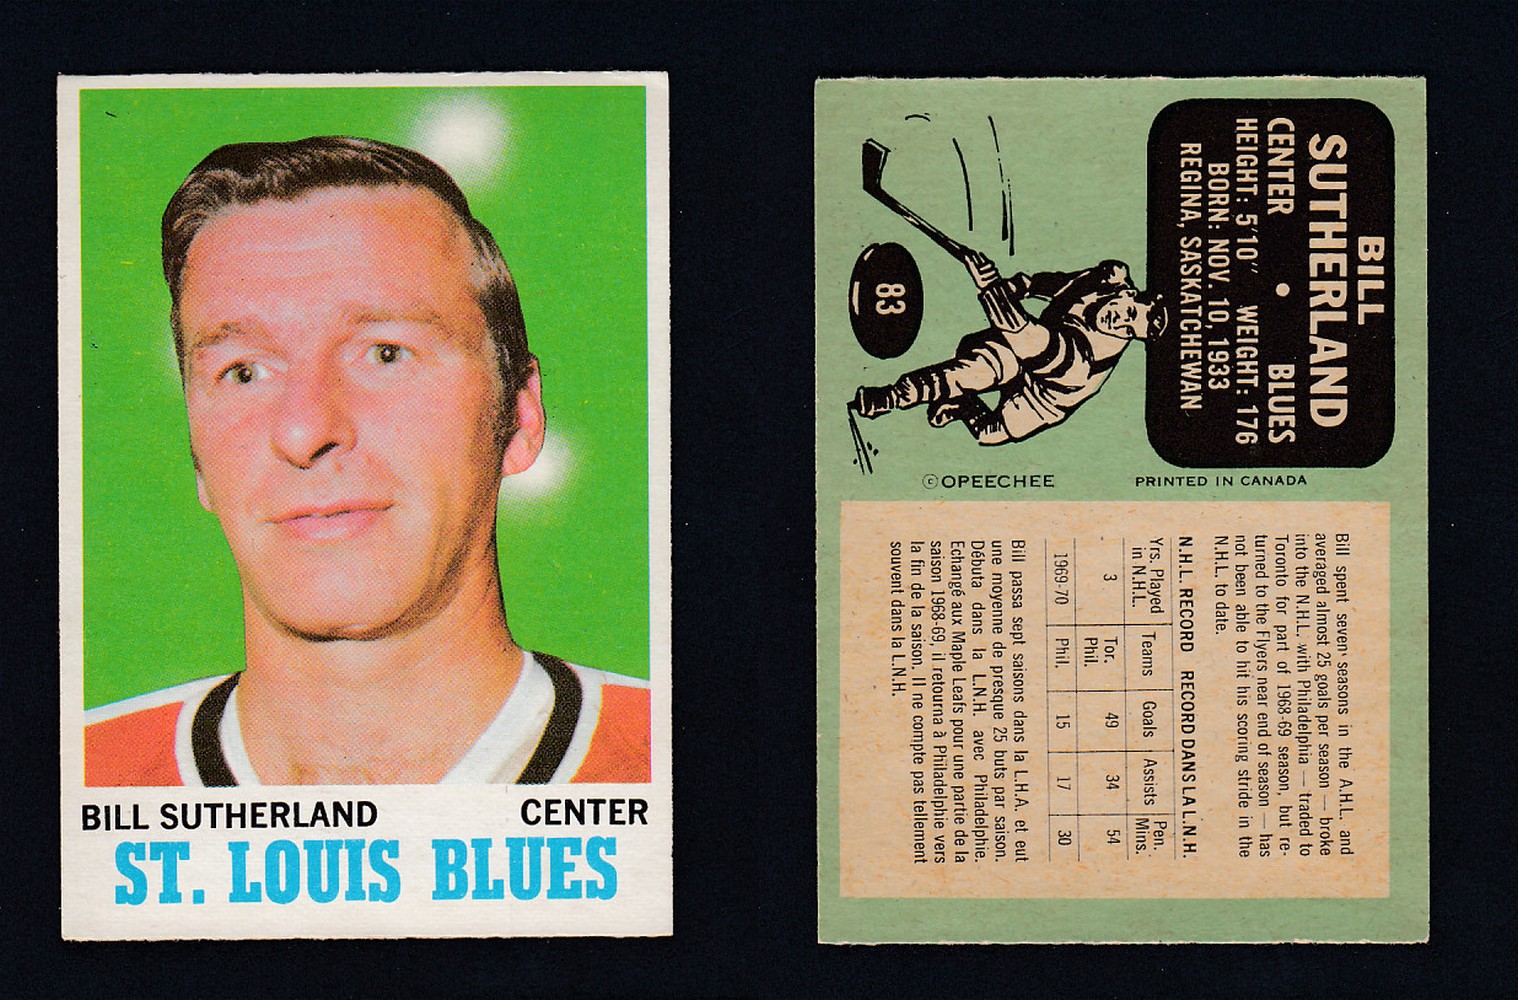 BILL SUTHERLAND CENTER
ST. LOUIS BLUES
BILL
SUTHERLAND
CENTER • BLUES
HEIGHT: 5'10" WEIGHT: 176
BORN: NOV. 10, 1933
REGINA, SASKATCHEWAN
83
© OPEECHEE PRINTED IN CANADA
Bill spent seven seasons in the A.H.L. and
averaged almost 25 goals per season — broke
into the N.H.L. with Philadelphia — traded to
Toronto for part of 1968-69 season, but re-
turned to the Flyers near end of season — has
not been able to hit his scoring stride in the
N.H.L. to date.
N.H.L. RECORD RECORD DANS LA L.N.H.
Yrs. Played in N.H.L. Teams Goals Assists Pen. Mins.
3 Tor. Phil. 49 34 54
1969-70 Phil. 15 17 30
Bill passa sept saisons dans la L.H.A. et eut
une moyenne de presque 25 buts par saison.
Débuta dans la L.N.H. avec Philadelphie.
Echangé aux Maple Leafs pour une partie de la
saison 1968-69, il retourna à Philadelphie vers
la fin de la saison. Il ne compte pas tellement
souvent dans la L.N.H.